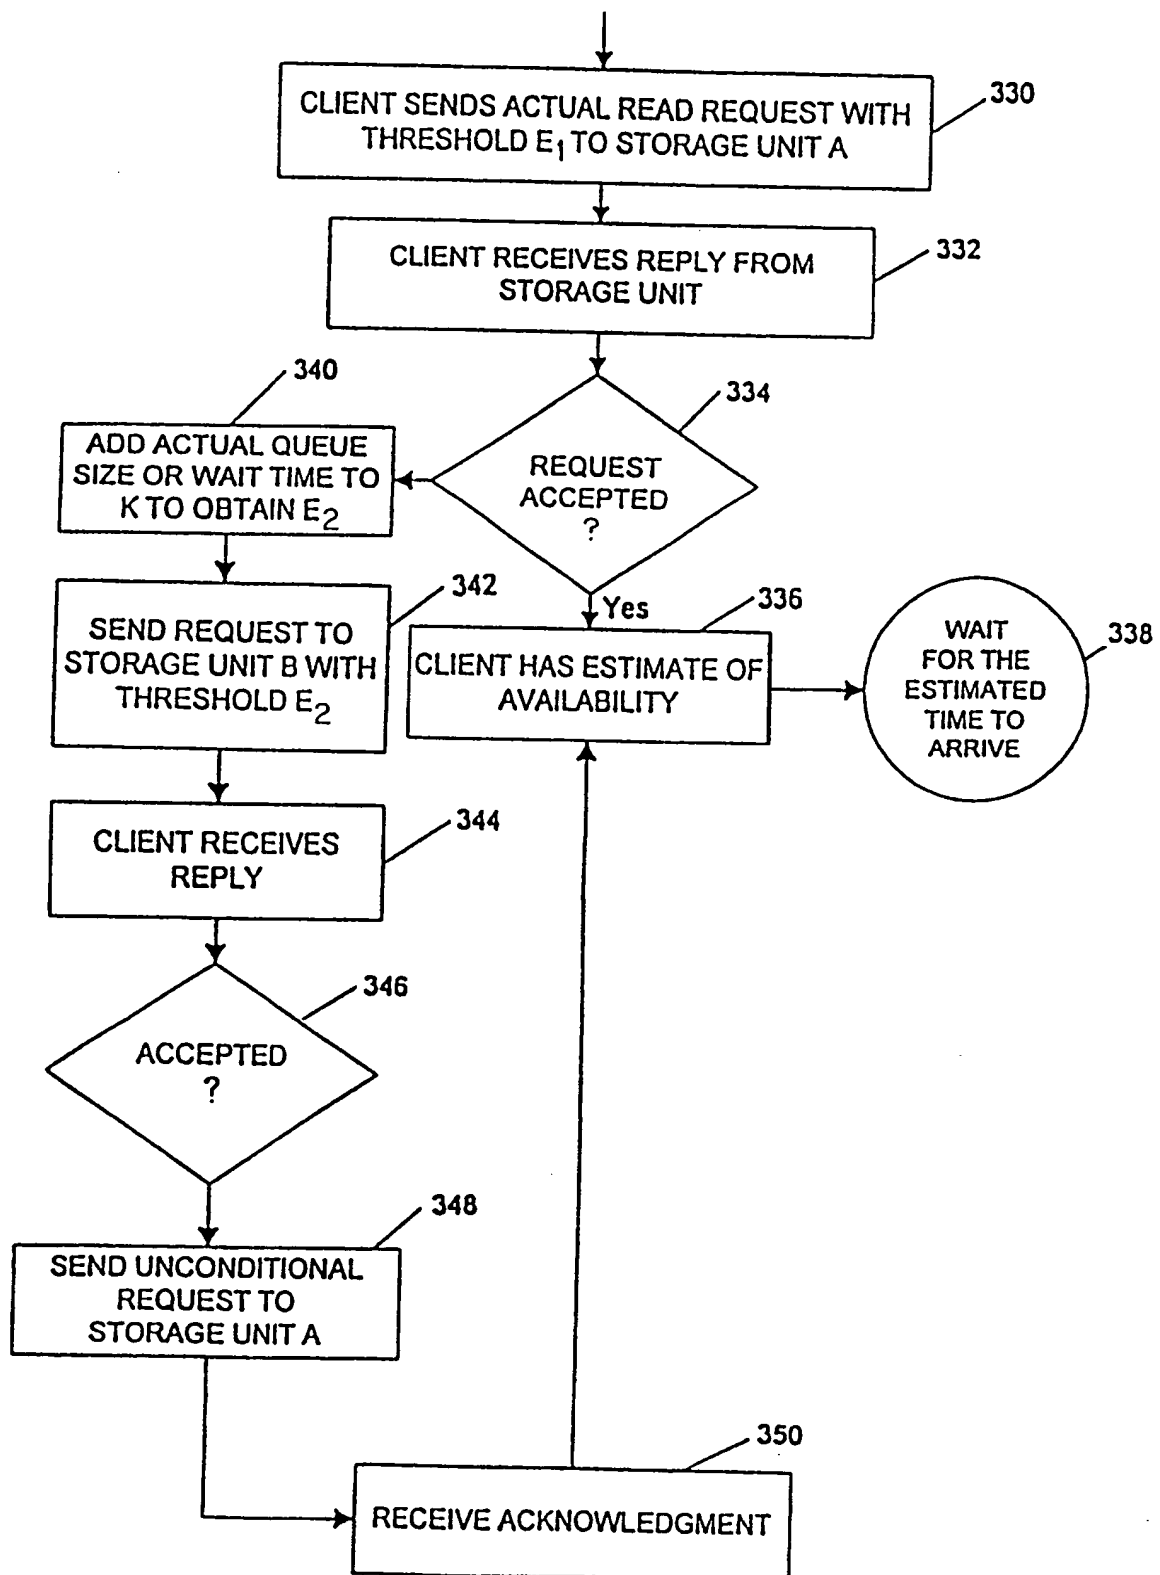 CLIENT SENDS ACTUAL READ REQUEST WITH
THRESHOLD E1 TO STORAGE UNIT A
330
CLIENT RECEIVES REPLY FROM
STORAGE UNIT
332
334
REQUEST
ACCEPTED
?
Yes
340
ADD ACTUAL QUEUE
SIZE OR WAIT TIME TO
K TO OBTAIN E2
342
SEND REQUEST TO
STORAGE UNIT B WITH
THRESHOLD E2
336
CLIENT HAS ESTIMATE OF
AVAILABILITY
338
WAIT
FOR THE
ESTIMATED
TIME TO
ARRIVE
344
CLIENT RECEIVES
REPLY
346
ACCEPTED
?
348
SEND UNCONDITIONAL
REQUEST TO
STORAGE UNIT A
350
RECEIVE ACKNOWLEDGMENT